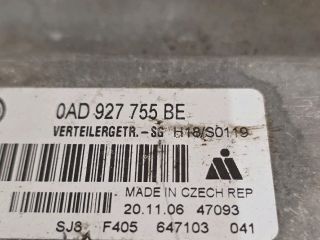 0AD 927 755 BE
VERTEILERGETR. -SG H18/S0119
MADE IN CZECH REP
20.11.06 47093
SJ8 F405 647103 041